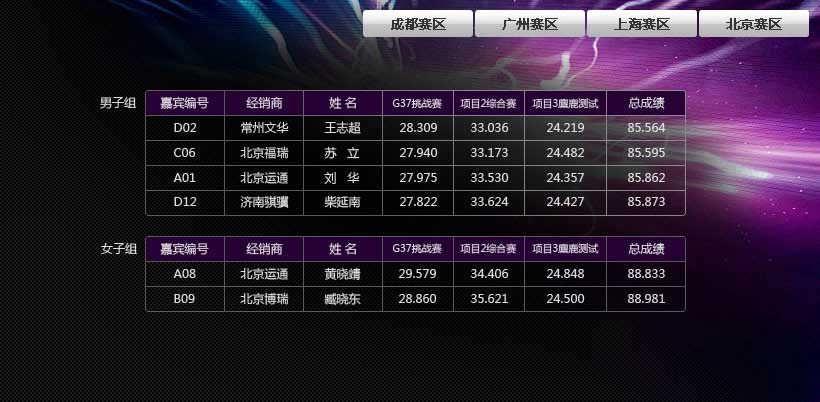 成都赛区 广州赛区 上海赛区 北京赛区
男子组 嘉宾编号 经销商 姓 名 G37挑战赛 项目2综合赛 项目3麋鹿测试 总成绩
D02 常州文华 王志超 28.309 33.036 24.219 85.564
C06 北京福瑞 苏 立 27.940 33.173 24.482 85.595
A01 北京运通 刘 华 27.975 33.530 24.357 85.862
D12 济南骐骥 柴延南 27.822 33.624 24.427 85.873
女子组 嘉宾编号 经销商 姓 名 G37挑战赛 项目2综合赛 项目3麋鹿测试 总成绩
A08 北京运通 黄晓靖 29.579 34.406 24.848 88.833
B09 北京博瑞 臧晓东 28.860 35.621 24.500 88.981